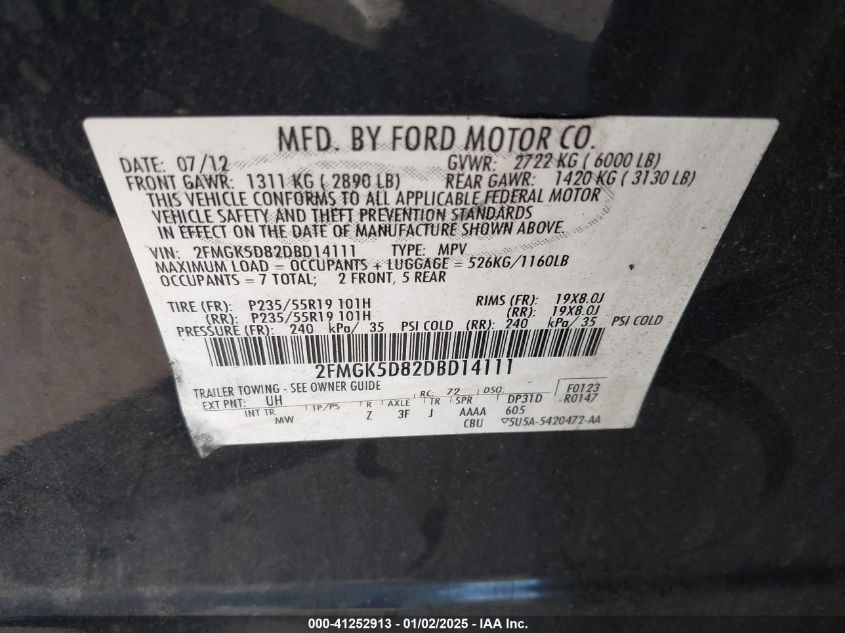 MFD. BY FORD MOTOR CO.
DATE: 07/12 GVWR: 2722 KG ( 6000 LB)
FRONT GAWR: 1311 KG ( 2890 LB) REAR GAWR: 1420 KG ( 3130 LB)
THIS VEHICLE CONFORMS TO ALL APPLICABLE FEDERAL MOTOR
VEHICLE SAFETY AND THEFT PREVENTION STANDARDS
IN EFFECT ON THE DATE OF MANUFACTURE SHOWN ABOVE.
VIN: 2FMGK5D82DBD14111 TYPE: MPV
MAXIMUM LOAD = OCCUPANTS + LUGGAGE = 526KG/1160LB
OCCUPANTS = 7 TOTAL; 2 FRONT, 5 REAR
TIRE (FR): P235/55R19 101H RIMS (FR): 19X8.0J
(RR): P235/55R19 101H (RR): 19X8.0J
PRESSURE (FR): 240 kPa/ 35 PSI COLD (RR): 240 kPa/ 35 PSI COLD
2FMGK5D82DBD14111
TRAILER TOWING - SEE OWNER GUIDE
EXT PNT: UH RC: 72 DSO: F0123
INT TR TP/PS R AXLE TR SPR DP31D R0147
MW Z 3F J AAAA 605
CBU ▽5U5A-5420472-AA
000-41252913 - 01/02/2025 - IAA Inc.